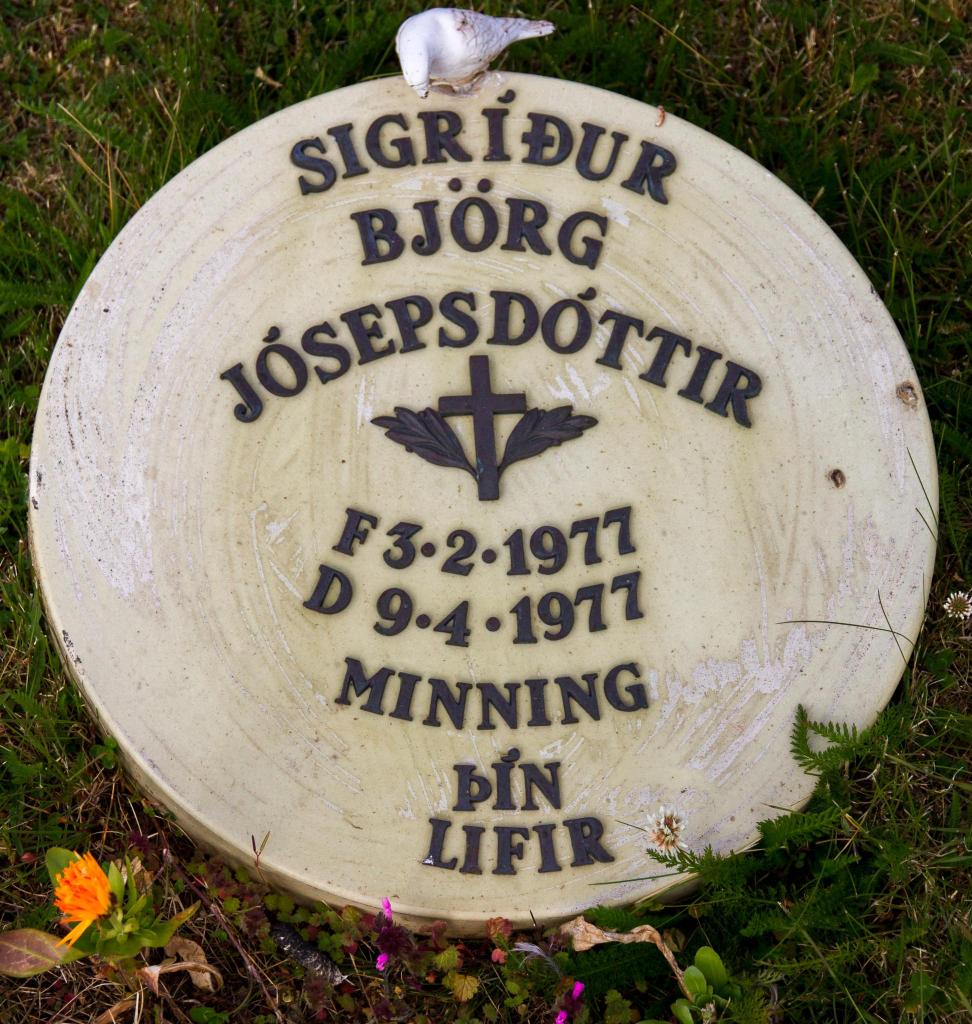 SIGRÍÐUR
BJÖRG
JÓSEPSDÓTTIR
F 3·2·1977
D 9·4·1977
MINNING
ÞÍN
LIFIR